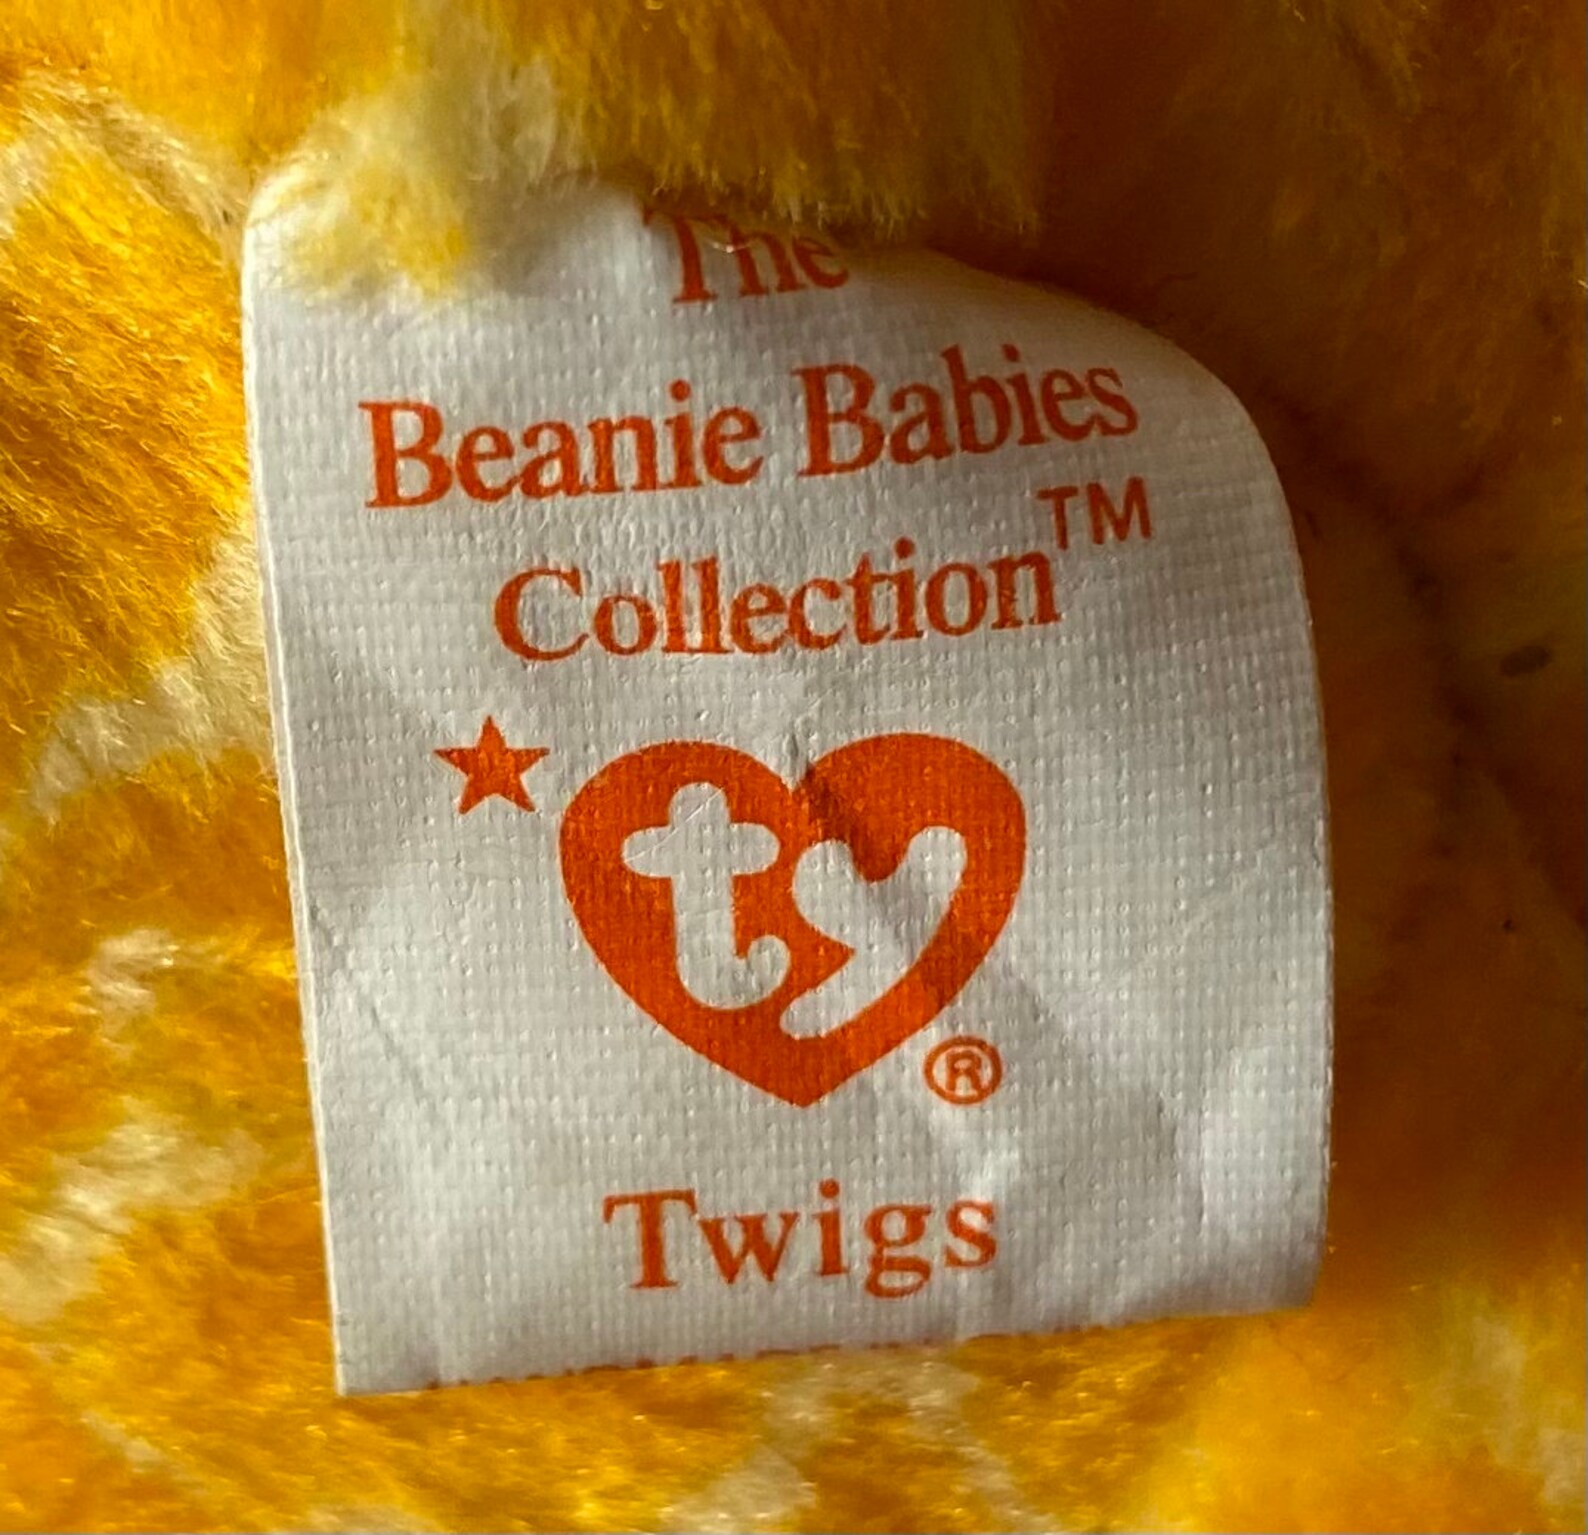 The
Beanie Babies
Collection™
ty®
Twigs